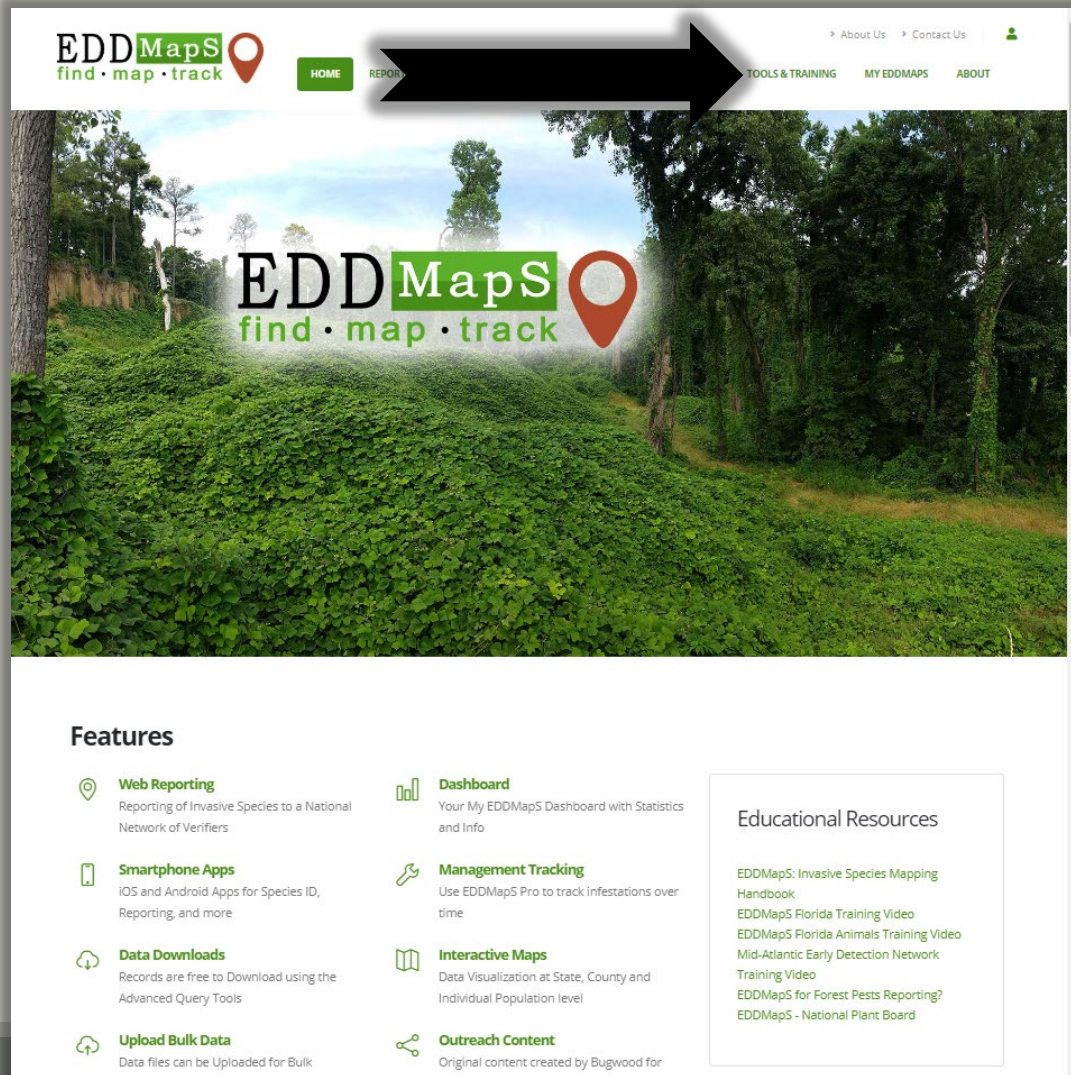 EDDMapS
find · map · track
About Us Contact Us
HOME TOOLS & TRAINING MY EDDMAPS ABOUT
EDDMapS
find · map · track
Features
Web Reporting
Reporting of Invasive Species to a National
Network of Verifiers
Smartphone Apps
iOS and Android Apps for Species ID,
Reporting, and more
Data Downloads
Records are free to Download using the
Advanced Query Tools
Upload Bulk Data
Data files can be Uploaded for Bulk
Dashboard
Your My EDDMapS Dashboard with Statistics
and Info
Management Tracking
Use EDDMapS Pro to track infestations over
time
Interactive Maps
Data Visualization at State, County and
Individual Population level
Outreach Content
Original content created by Bugwood for
Educational Resources
EDDMapS: Invasive Species Mapping
Handbook
EDDMapS Florida Training Video
EDDMapS Florida Animals Training Video
Mid-Atlantic Early Detection Network
Training Video
EDDMapS for Forest Pests Reporting?
EDDMapS - National Plant Board